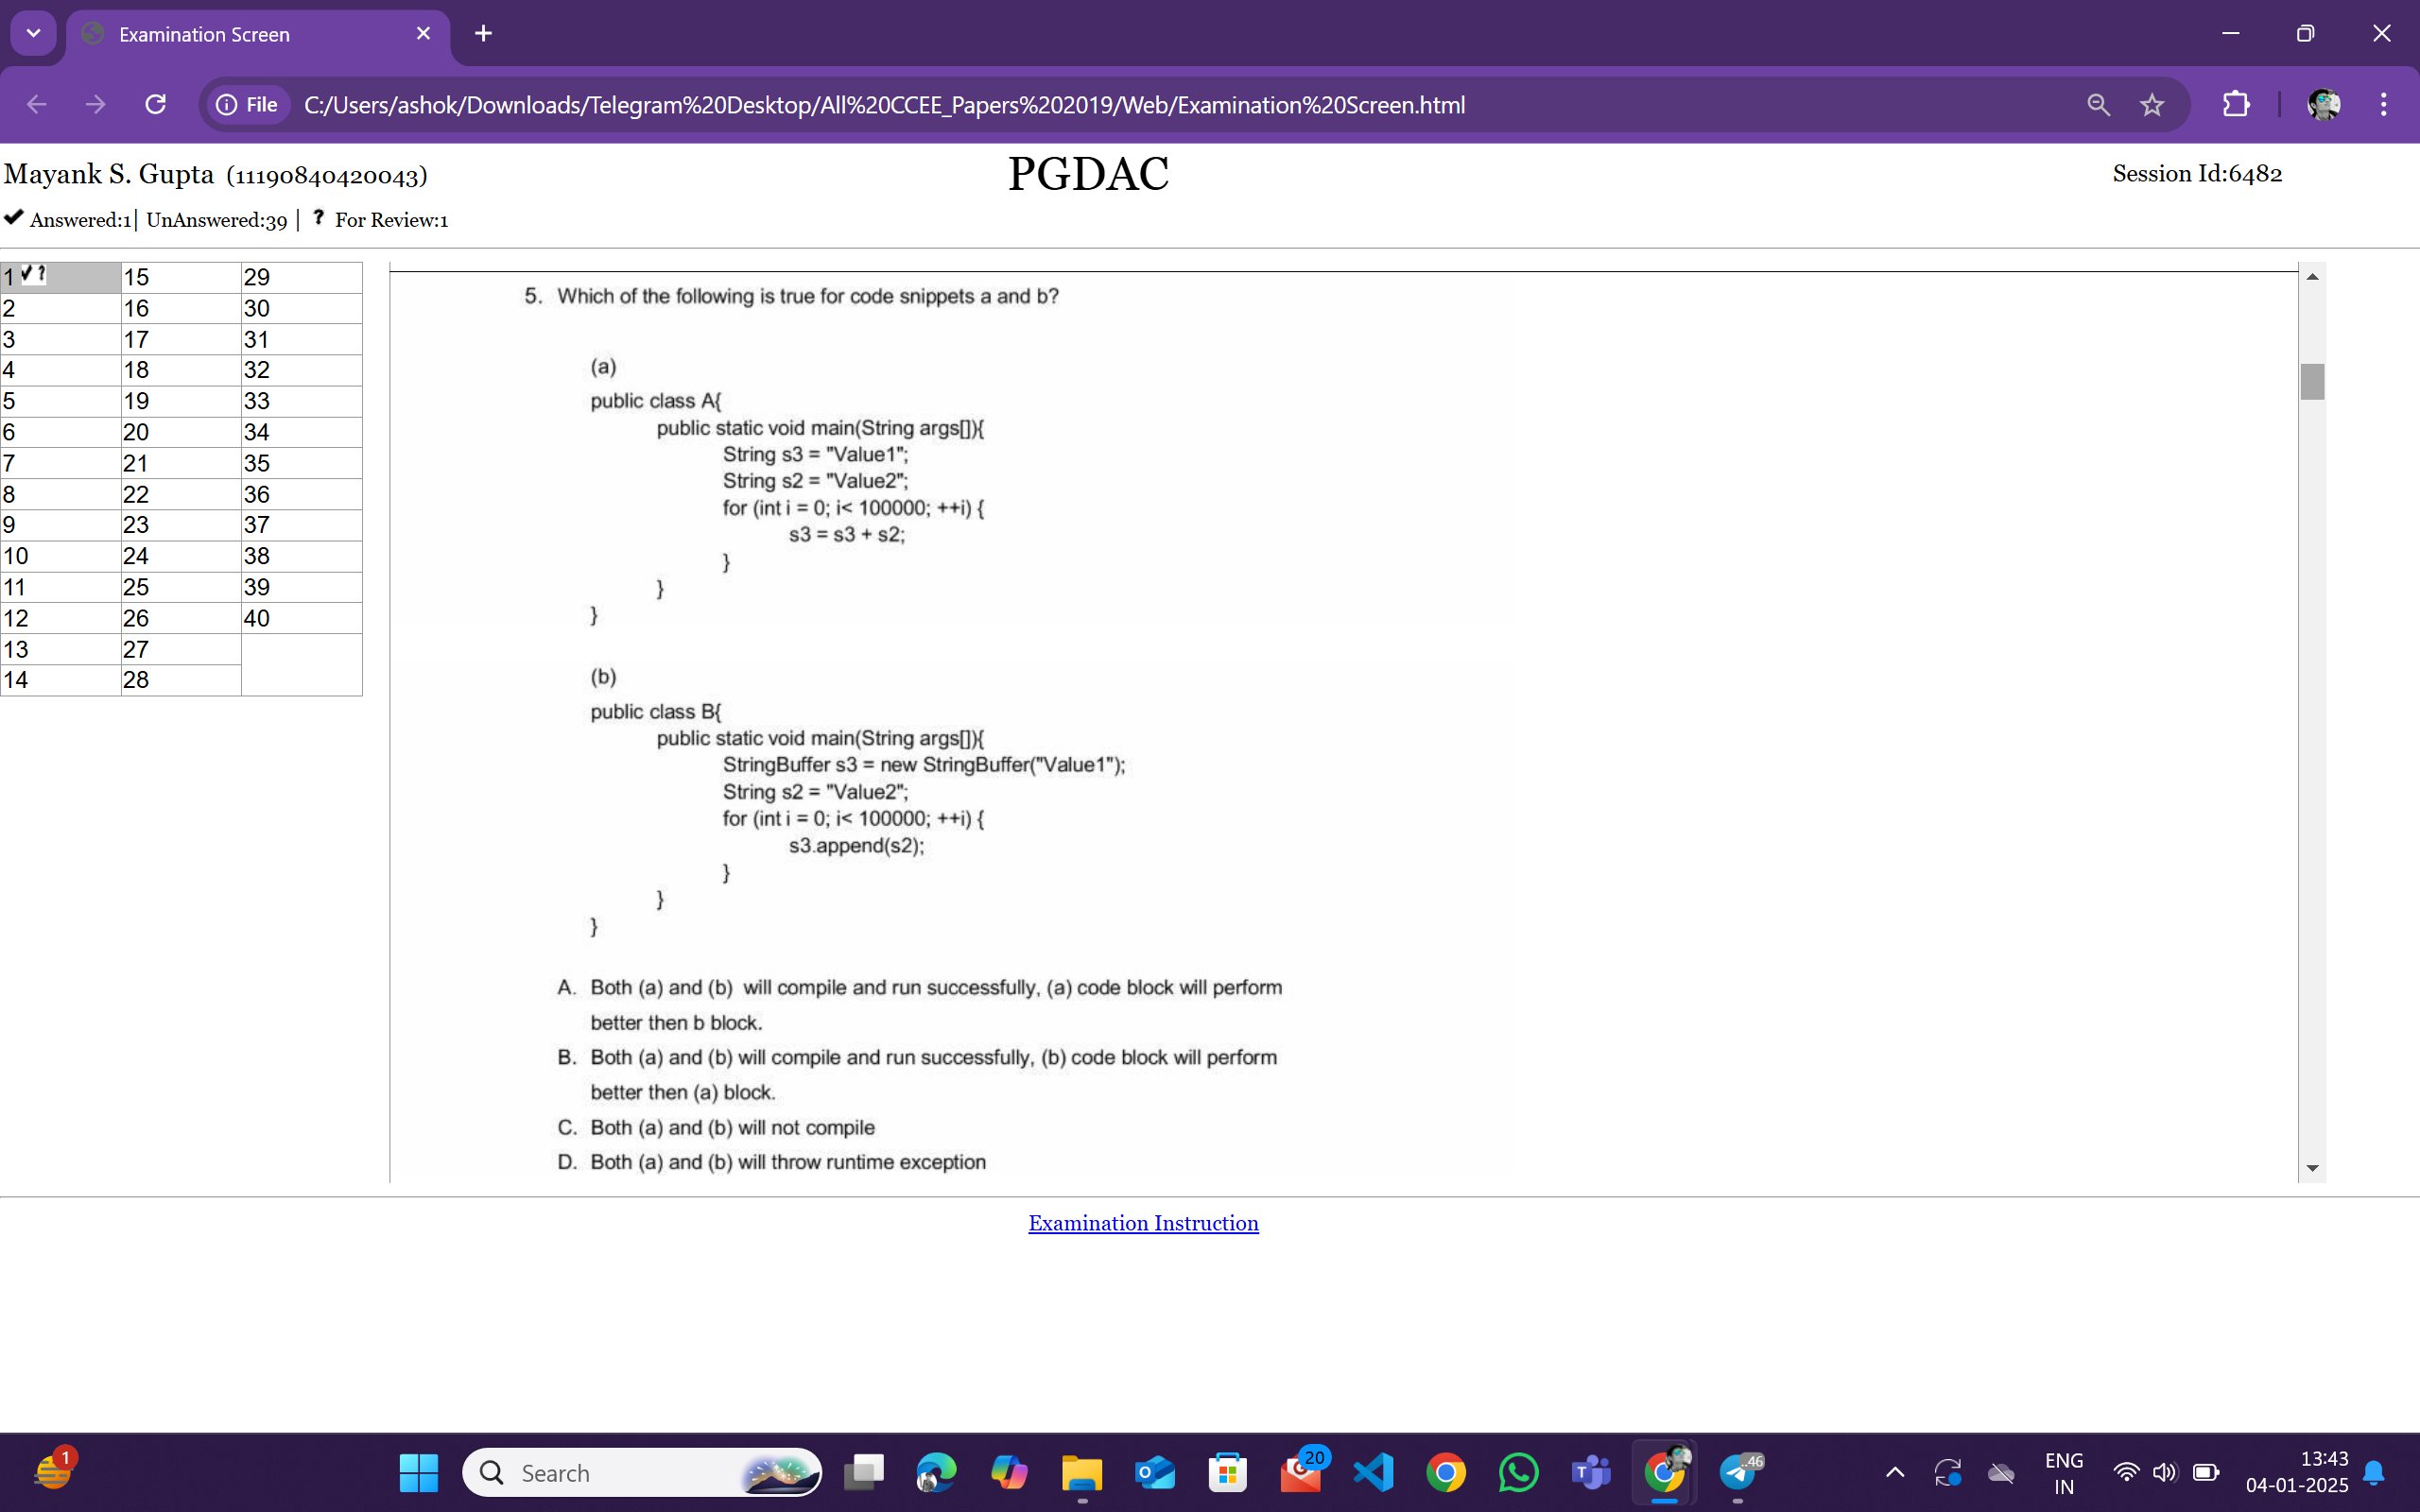 Examination Screen
File C:/Users/ashok/Downloads/Telegram%20Desktop/All%20CCEE_Papers%202019/Web/Examination%20Screen.html
Mayank S. Gupta (11190840420043)
PGDAC
Session Id:6482
Answered:1| UnAnswered:39 | ? For Review:1
1 ✔ ? 15 29
2 16 30
3 17 31
4 18 32
5 19 33
6 20 34
7 21 35
8 22 36
9 23 37
10 24 38
11 25 39
12 26 40
13 27
14 28
5. Which of the following is true for code snippets a and b?
(a)
public class A{
public static void main(String args[]){
String s3 = "Value1";
String s2 = "Value2";
for (int i = 0; i< 100000; ++i) {
s3 = s3 + s2;
}
}
}
(b)
public class B{
public static void main(String args[]){
StringBuffer s3 = new StringBuffer("Value1");
String s2 = "Value2";
for (int i = 0; i< 100000; ++i) {
s3.append(s2);
}
}
}
A. Both (a) and (b) will compile and run successfully, (a) code block will perform
better then b block.
B. Both (a) and (b) will compile and run successfully, (b) code block will perform
better then (a) block.
C. Both (a) and (b) will not compile
D. Both (a) and (b) will throw runtime exception
Examination Instruction
1
Search
20
..46
ENG
IN
13:43
04-01-2025